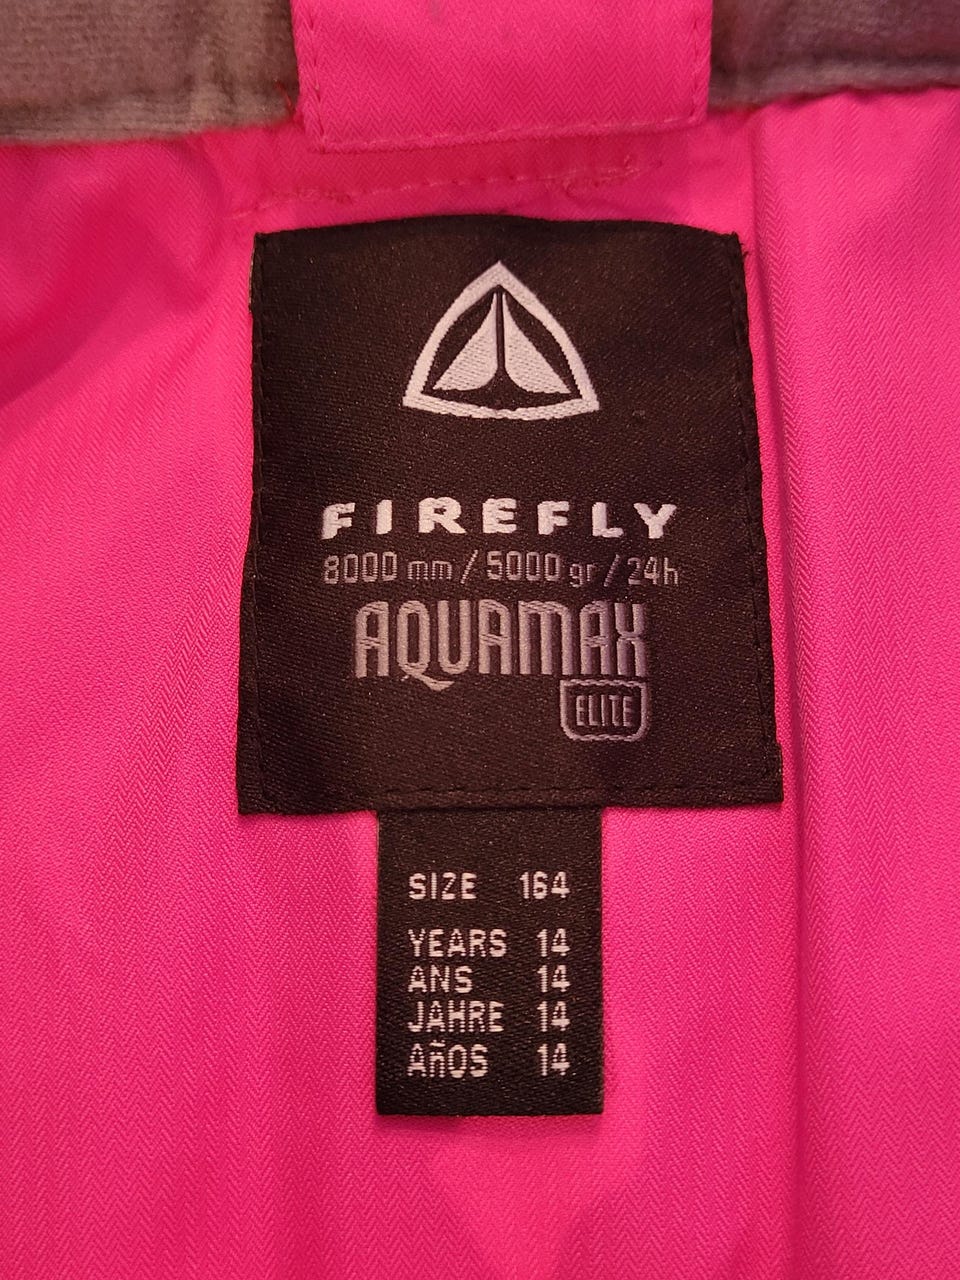 FIREFLY
8000 mm / 5000 gr / 24h
AQUAMAX
ELITE
SIZE 164
YEARS 14
ANS 14
JAHRE 14
AñOS 14